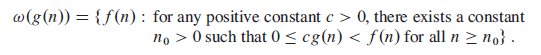 ω(g(n)) = {f(n) : for any positive constant c > 0, there exists a constant
n₀ > 0 such that 0 ≤ cg(n) < f(n) for all n ≥ n₀} .